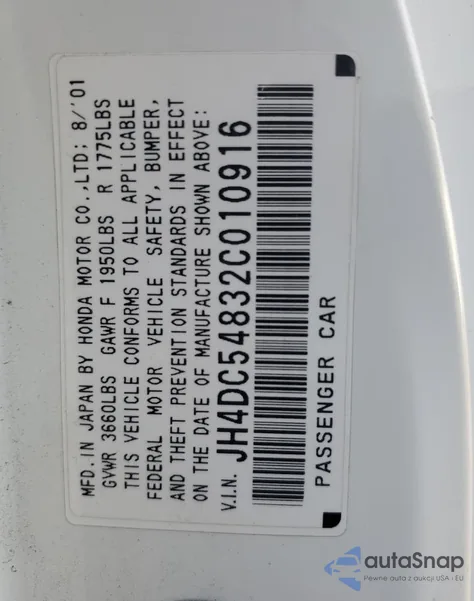 MFD.IN JAPAN BY HONDA MOTOR CO.,LTD; 8/'01
GVWR 3660LBS GAWR F 1950LBS R 1775LBS
THIS VEHICLE CONFORMS TO ALL APPLICABLE
FEDERAL MOTOR VEHICLE SAFETY, BUMPER,
AND THEFT PREVENTION STANDARDS IN EFFECT
ON THE DATE OF MANUFACTURE SHOWN ABOVE:
V.I.N. JH4DC54832C010916
PASSENGER CAR
autaSnap
Pewne auta z aukcji USA i EU